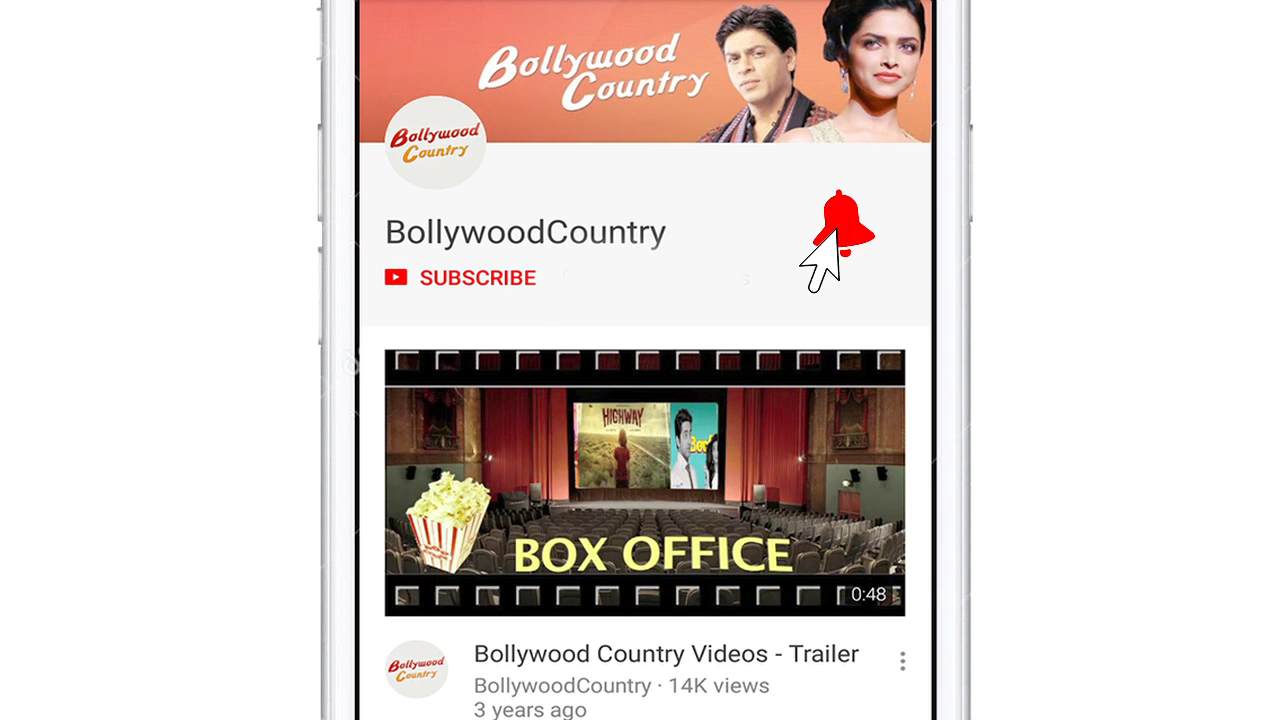 Bollywood
Country
Bollywood
Country
BollywoodCountry
SUBSCRIBE
HIGHWAY
BOX OFFICE
0:48
Bollywood
Country
Bollywood Country Videos - Trailer
BollywoodCountry · 14K views
3 years ago